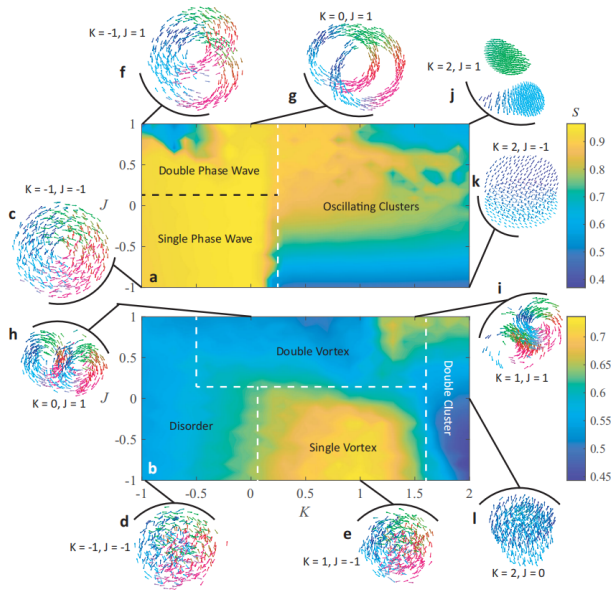 K = -1, J = 1
f
K = 0, J = 1
g
K = 2, J = 1
j
S
1
0.5
0
-0.5
-1
J
Double Phase Wave
Single Phase Wave
Oscillating Clusters
a
0.9
0.8
0.7
0.6
0.5
0.4
K = 2, J = -1
k
K = -1, J = -1
c
h
K = 0, J = 1
i
K = 1, J = 1
1
0.5
0
-0.5
-1
J
Double Vortex
Disorder
Single Vortex
Double Cluster
b
-1
-0.5
0
0.5
1
1.5
2
K
0.7
0.65
0.6
0.55
0.5
0.45
d
K = -1, J = -1
e
K = 1, J = -1
l
K = 2, J = 0